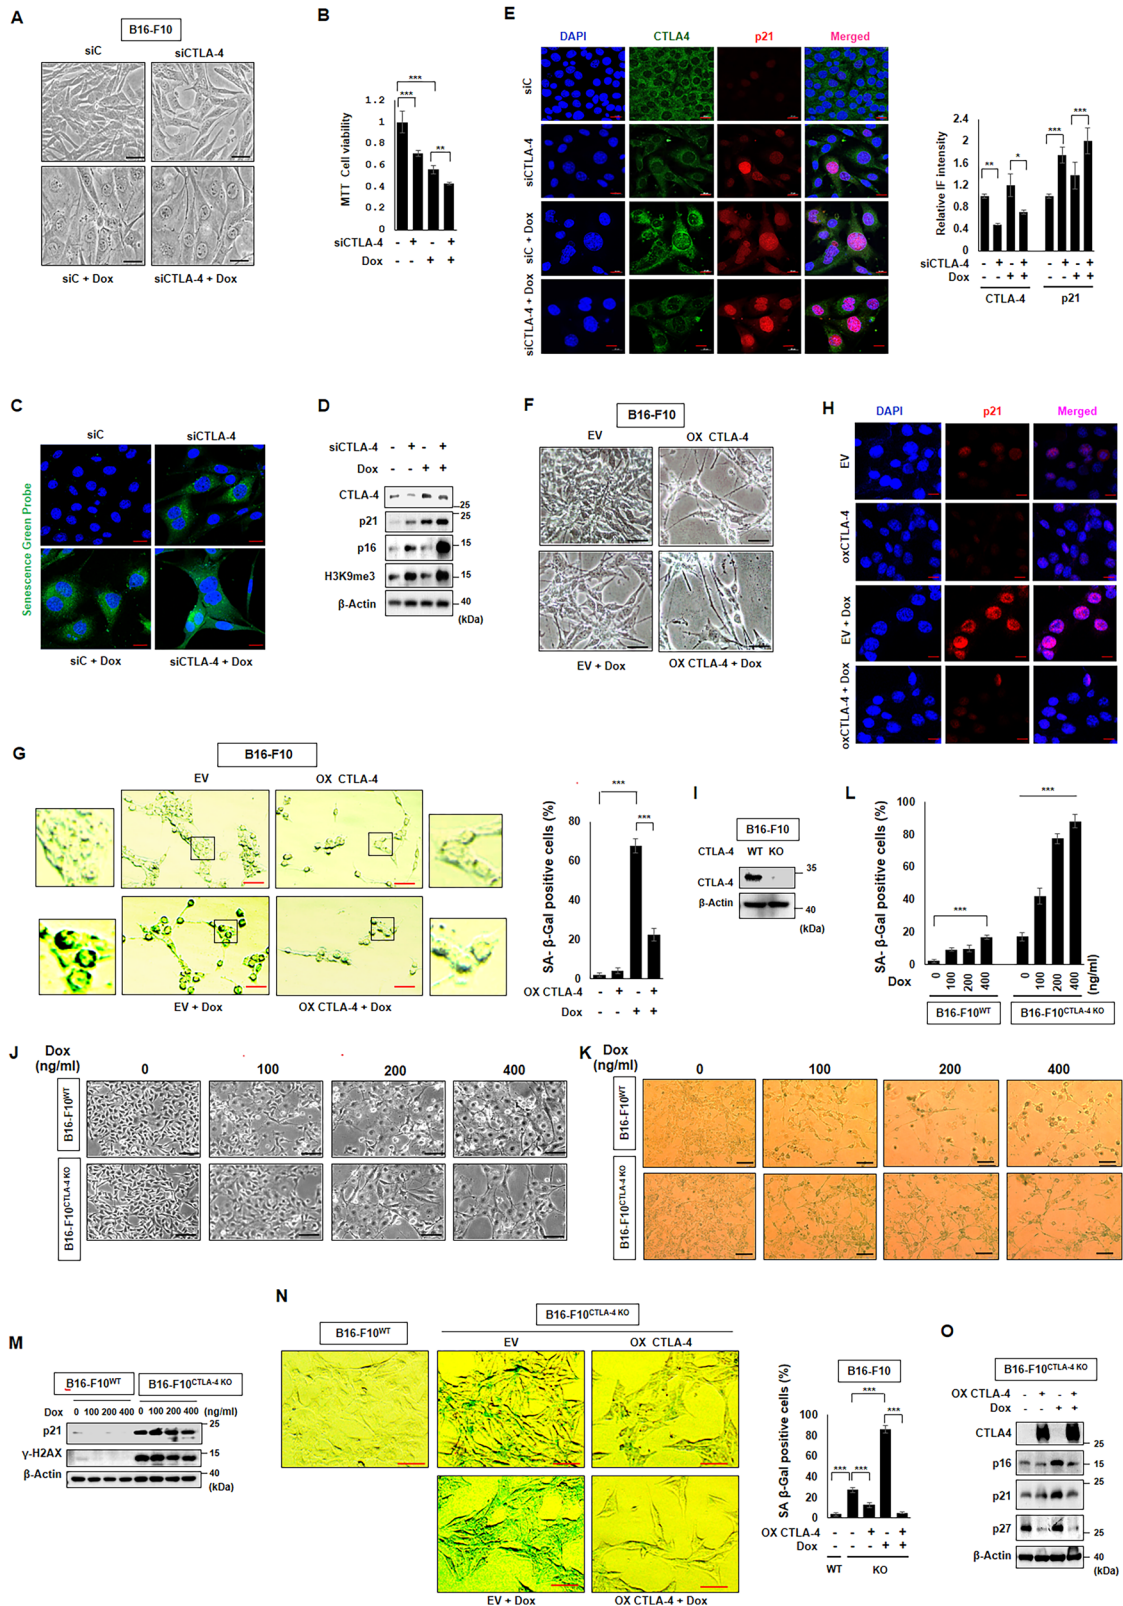 A
B16-F10
siC
siCTLA-4
siC + Dox
siCTLA-4 + Dox
B
MTT Cell viability
1.2
1
0.8
0.6
0.4
0.2
0
***
***
**
siCTLA-4 - + - +
Dox - - + +
E
DAPI
CTLA4
p21
Merged
siC
siCTLA-4
siC + Dox
siCTLA-4 + Dox
Relative IF intensity
2.4
2
1.6
1.2
0.8
0.4
0
**
*
***
***
siCTLA-4 - + - + - + - +
Dox - - + + - - + +
CTLA-4
p21
C
siC
siCTLA-4
Senescence Green Probe
siC + Dox
siCTLA-4 + Dox
D
siCTLA-4 - + - +
Dox - - + +
CTLA-4
25
p21
25
p16
15
H3K9me3
15
β-Actin
40
(kDa)
F
B16-F10
EV
OX CTLA-4
EV + Dox
OX CTLA-4 + Dox
H
DAPI
p21
Merged
EV
oxCTLA-4
EV + Dox
oxCTLA-4 + Dox
G
B16-F10
EV
OX CTLA-4
EV + Dox
OX CTLA-4 + Dox
SA- β-Gal positive cells (%)
80
60
40
20
0
***
***
OX CTLA-4 - + - +
Dox - - + +
I
B16-F10
CTLA-4 WT KO
35
CTLA-4
β-Actin
40
(kDa)
L
SA- β-Gal positive cells (%)
100
80
60
40
20
0
***
***
Dox 0 100 200 400 0 100 200 400 (ng/ml)
B16-F10WT
B16-F10CTLA-4 KO
J
Dox
(ng/ml)
0
100
200
400
B16-F10WT
B16-F10CTLA-4 KO
K
Dox
(ng/ml)
0
100
200
400
B16-F10WT
B16-F10CTLA-4 KO
M
B16-F10WT
B16-F10CTLA-4 KO
Dox 0 100 200 400 0 100 200 400 (ng/ml)
p21
25
γ-H2AX
15
β-Actin
40
(kDa)
N
B16-F10WT
B16-F10CTLA-4 KO
EV
OX CTLA-4
EV + Dox
OX CTLA-4 + Dox
B16-F10
SA β-Gal positive cells (%)
100
80
60
40
20
0
***
***
***
***
OX CTLA-4 - - + - +
Dox - - - + +
WT
KO
O
B16-F10CTLA-4 KO
OX CTLA-4 - + - +
Dox - - + +
CTLA4
25
p16
15
25
p21
p27
25
β-Actin
40
(kDa)